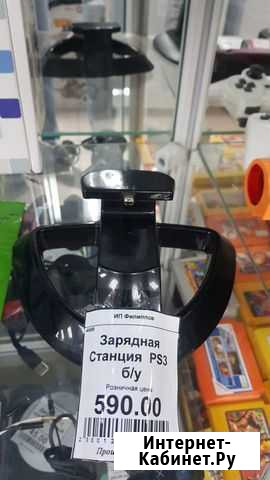 ИП Филиппов
Зарядная
Станция PS3
б/у
Розничная цена
590.00
Интернет-
Кабинет.Ру